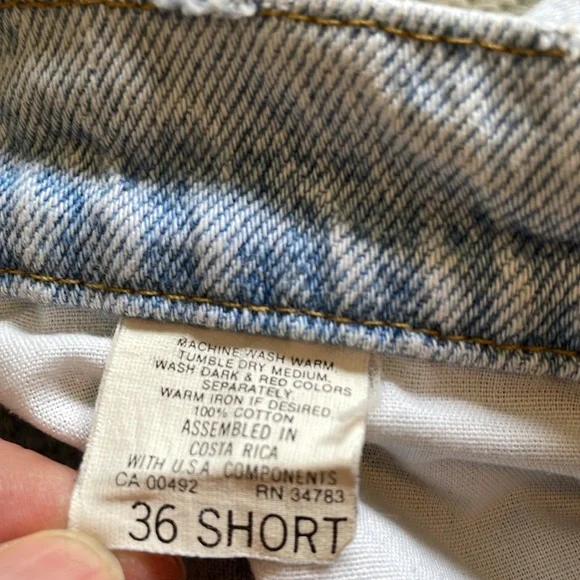 MACHINE WASH WARM
TUMBLE DRY MEDIUM.
WASH DARK & RED COLORS
SEPARATELY.
WARM IRON IF DESIRED.
100% COTTON
ASSEMBLED IN
COSTA RICA
WITH U.S.A. COMPONENTS
CA 00492 RN 34783
36 SHORT